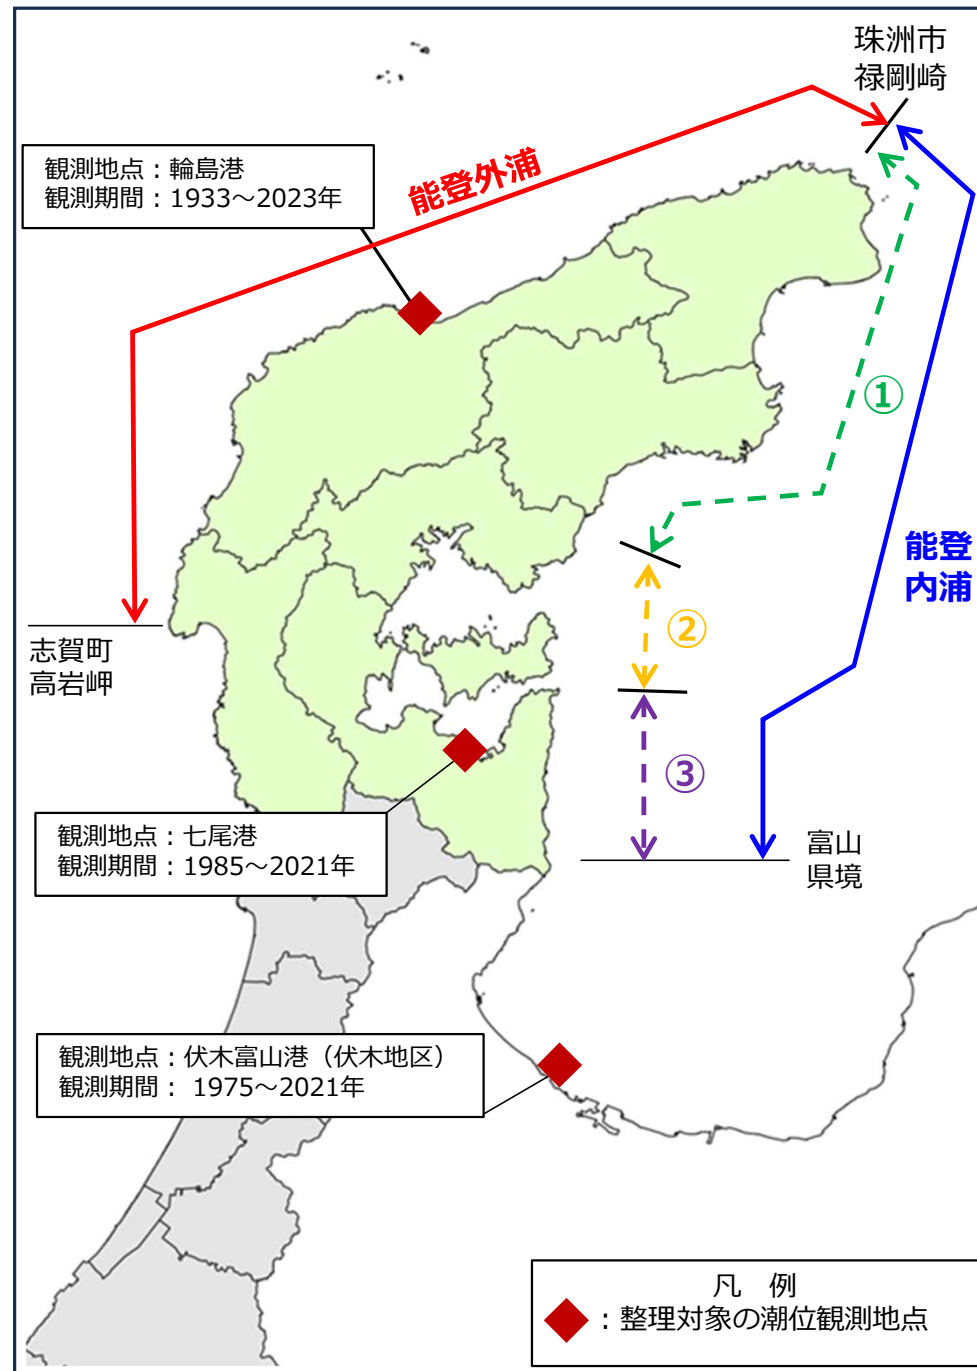 珠洲市
禄剛崎
観測地点：輪島港
観測期間：1933～2023年
能登外浦
①
能登
内浦
②
志賀町
高岩岬
③
観測地点：七尾港
観測期間：1985～2021年
富山
県境
観測地点：伏木富山港（伏木地区）
観測期間： 1975～2021年
凡 例
：整理対象の潮位観測地点